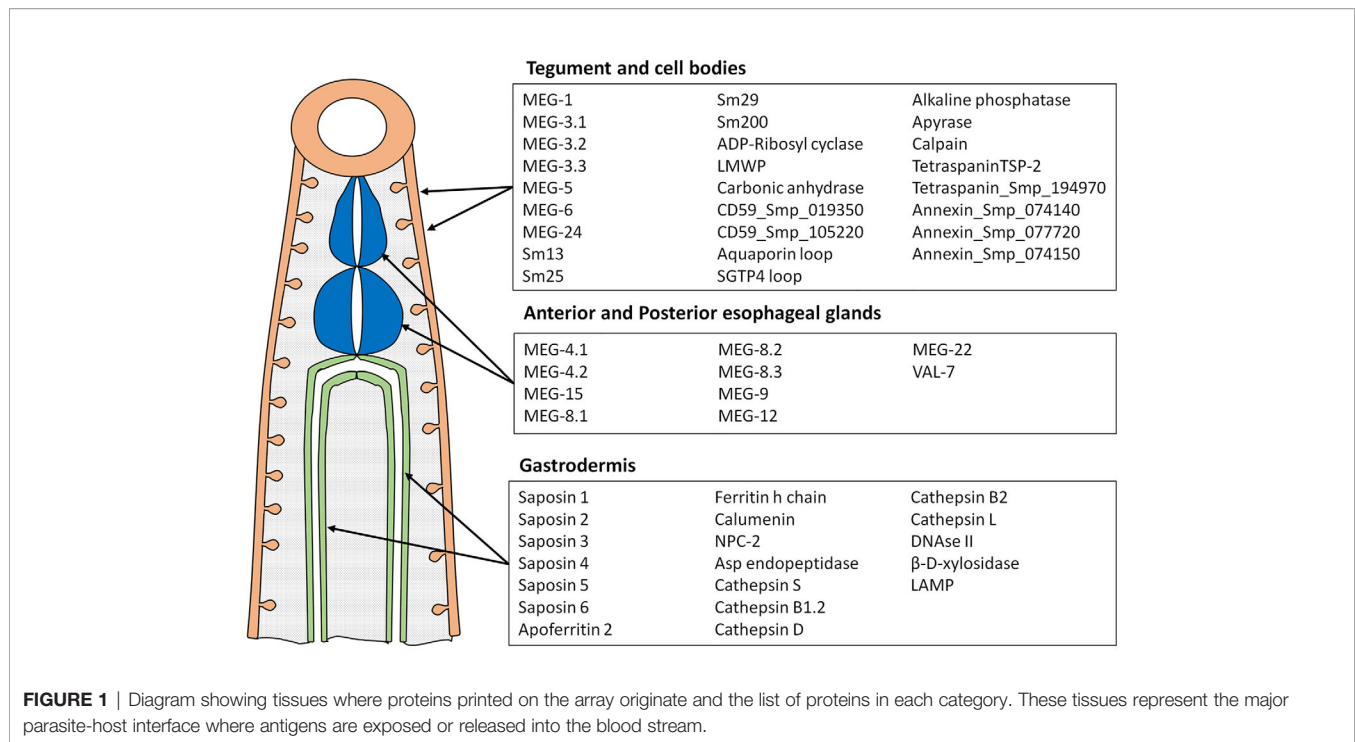 Tegument and cell bodies
MEG-1 Sm29 Alkaline phosphatase
MEG-3.1 Sm200 Apyrase
MEG-3.2 ADP-Ribosyl cyclase Calpain
MEG-3.3 LMWP TetraspaninTSP-2
MEG-5 Carbonic anhydrase Tetraspanin_Smp_194970
MEG-6 CD59_Smp_019350 Annexin_Smp_074140
MEG-24 CD59_Smp_105220 Annexin_Smp_077720
Sm13 Aquaporin loop Annexin_Smp_074150
Sm25 SGTP4 loop
Anterior and Posterior esophageal glands
MEG-4.1 MEG-8.2 MEG-22
MEG-4.2 MEG-8.3 VAL-7
MEG-15 MEG-9
MEG-8.1 MEG-12
Gastrodermis
Saposin 1 Ferritin h chain Cathepsin B2
Saposin 2 Calumenin Cathepsin L
Saposin 3 NPC-2 DNAse II
Saposin 4 Asp endopeptidase β-D-xylosidase
Saposin 5 Cathepsin S LAMP
Saposin 6 Cathepsin B1.2
Apoferritin 2 Cathepsin D
FIGURE 1 | Diagram showing tissues where proteins printed on the array originate and the list of proteins in each category. These tissues represent the major
parasite-host interface where antigens are exposed or released into the blood stream.